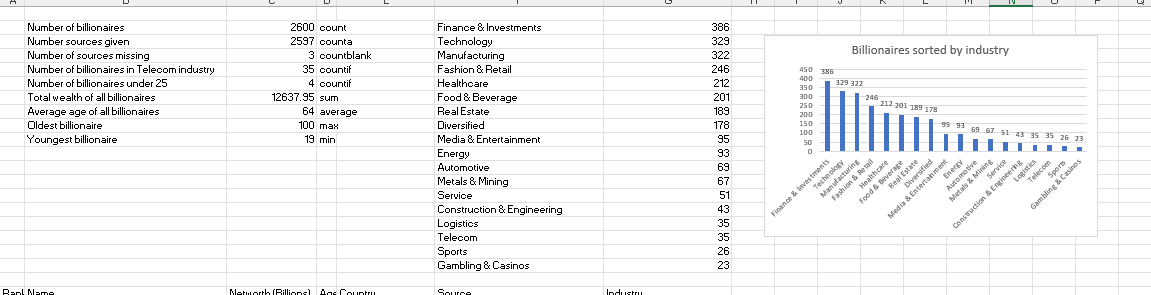 A B C D E F G H I J K L M N O P Q
Number of billionaires 2600 count Finance & Investments 386
Number sources given 2597 counta Technology 329
Number of sources missing 3 countblank Manufacturing 322
Number of billionaires in Telecom industry 35 countif Fashion & Retail 246
Number of billionaires under 25 4 countif Healthcare 212
Total wealth of all billionaires 12637.95 sum Food & Beverage 201
Average age of all billionaires 64 average Real Estate 189
Oldest billionaire 100 max Diversified 178
Youngest billionaire 19 min Media & Entertainment 95
Energy 93
Automotive 69
Metals & Mining 67
Service 51
Construction & Engineering 43
Logistics 35
Telecom 35
Sports 26
Gambling & Casinos 23
Rank Name Networth (Billions) Age Country Source Industry
Billionaires sorted by industry
450
400
350
300
250
200
150
100
50
0
386 329 322 246 212 201 189 178 95 93 69 67 51 43 35 35 26 23
Finance & Investments
Technology
Manufacturing
Fashion & Retail
Healthcare
Food & Beverage
Real Estate
Diversified
Media & Entertainment
Energy
Automotive
Metals & Mining
Service
Construction & Engineering
Logistics
Telecom
Sports
Gambling & Casinos